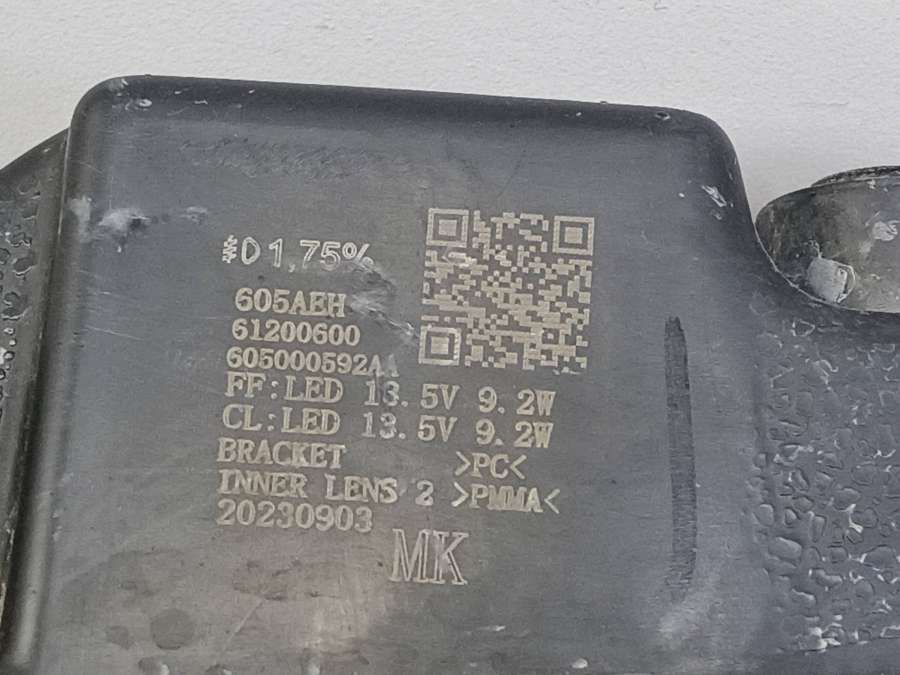 D 1,75%
605AEH
61200600
605000592AA
FF:LED 13.5V 9.2W
CL:LED 13.5V 9.2W
BRACKET >PC<
INNER LENS 2 >PMMA<
20230903
MK